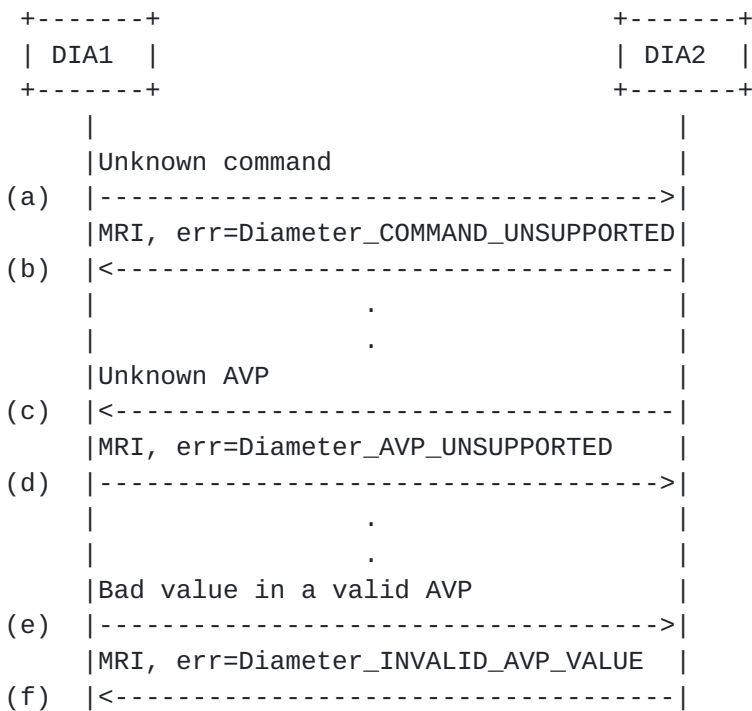 +-------+                             +-------+
| DIA1  |                             | DIA2  |
+-------+                             +-------+
    |                                     |
    |Unknown command                      |
(a) |------------------------------------>|
    |MRI, err=Diameter_COMMAND_UNSUPPORTED|
(b) |<------------------------------------|
    |                 .                   |
    |                 .                   |
    |Unknown AVP                          |
(c) |<------------------------------------|
    |MRI, err=Diameter_AVP_UNSUPPORTED    |
(d) |------------------------------------>|
    |                 .                   |
    |                 .                   |
    |Bad value in a valid AVP             |
(e) |------------------------------------>|
    |MRI, err=Diameter_INVALID_AVP_VALUE  |
(f) |<------------------------------------|